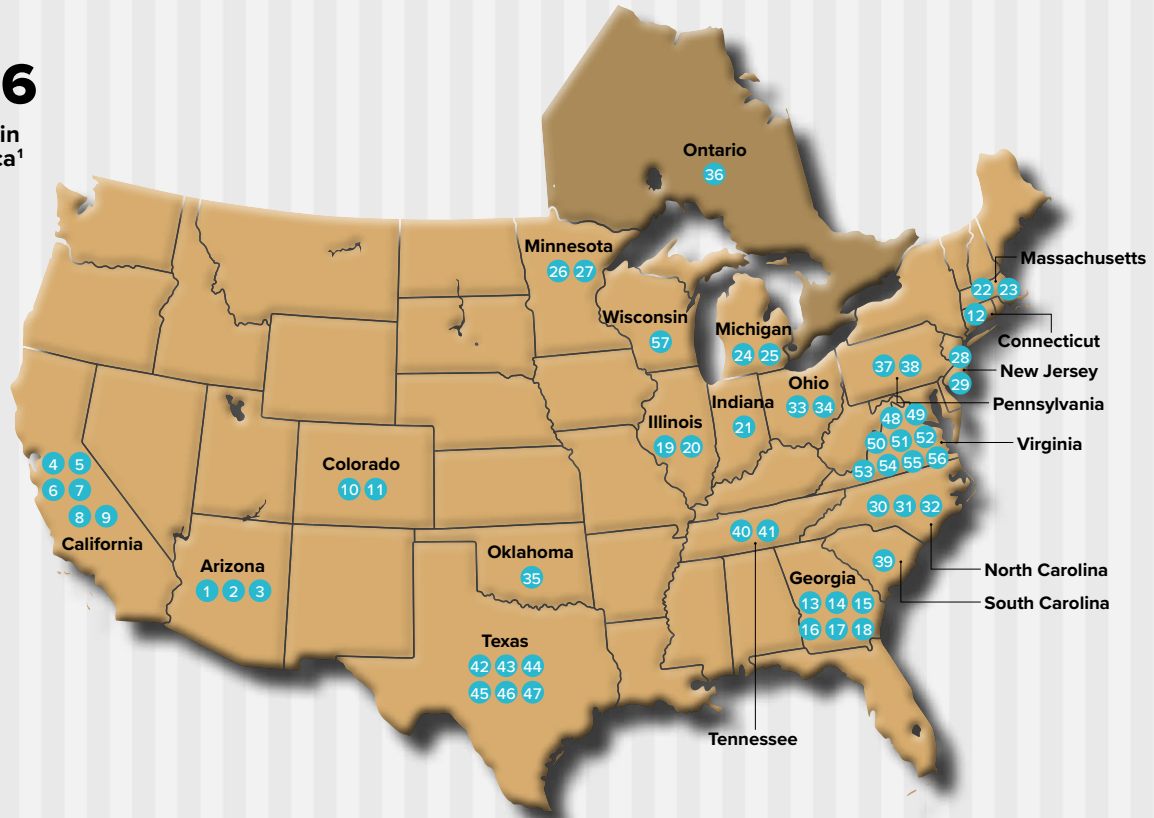 6
in
ca¹
Ontario
36
Minnesota
26 27
Massachusetts
22 23
12
Connecticut
Wisconsin
57
Michigan
24 25
28
New Jersey
29
37 38
Pennsylvania
Ohio
33 34
Indiana
21
Illinois
19 20
48 49
50 51 52
Virginia
53 54 55 56
4 5
6 7
8 9
California
Colorado
10 11
30 31 32
North Carolina
Arizona
1 2 3
Oklahoma
35
40 41
Tennessee
39
South Carolina
Georgia
13 14 15
16 17 18
Texas
42 43 44
45 46 47